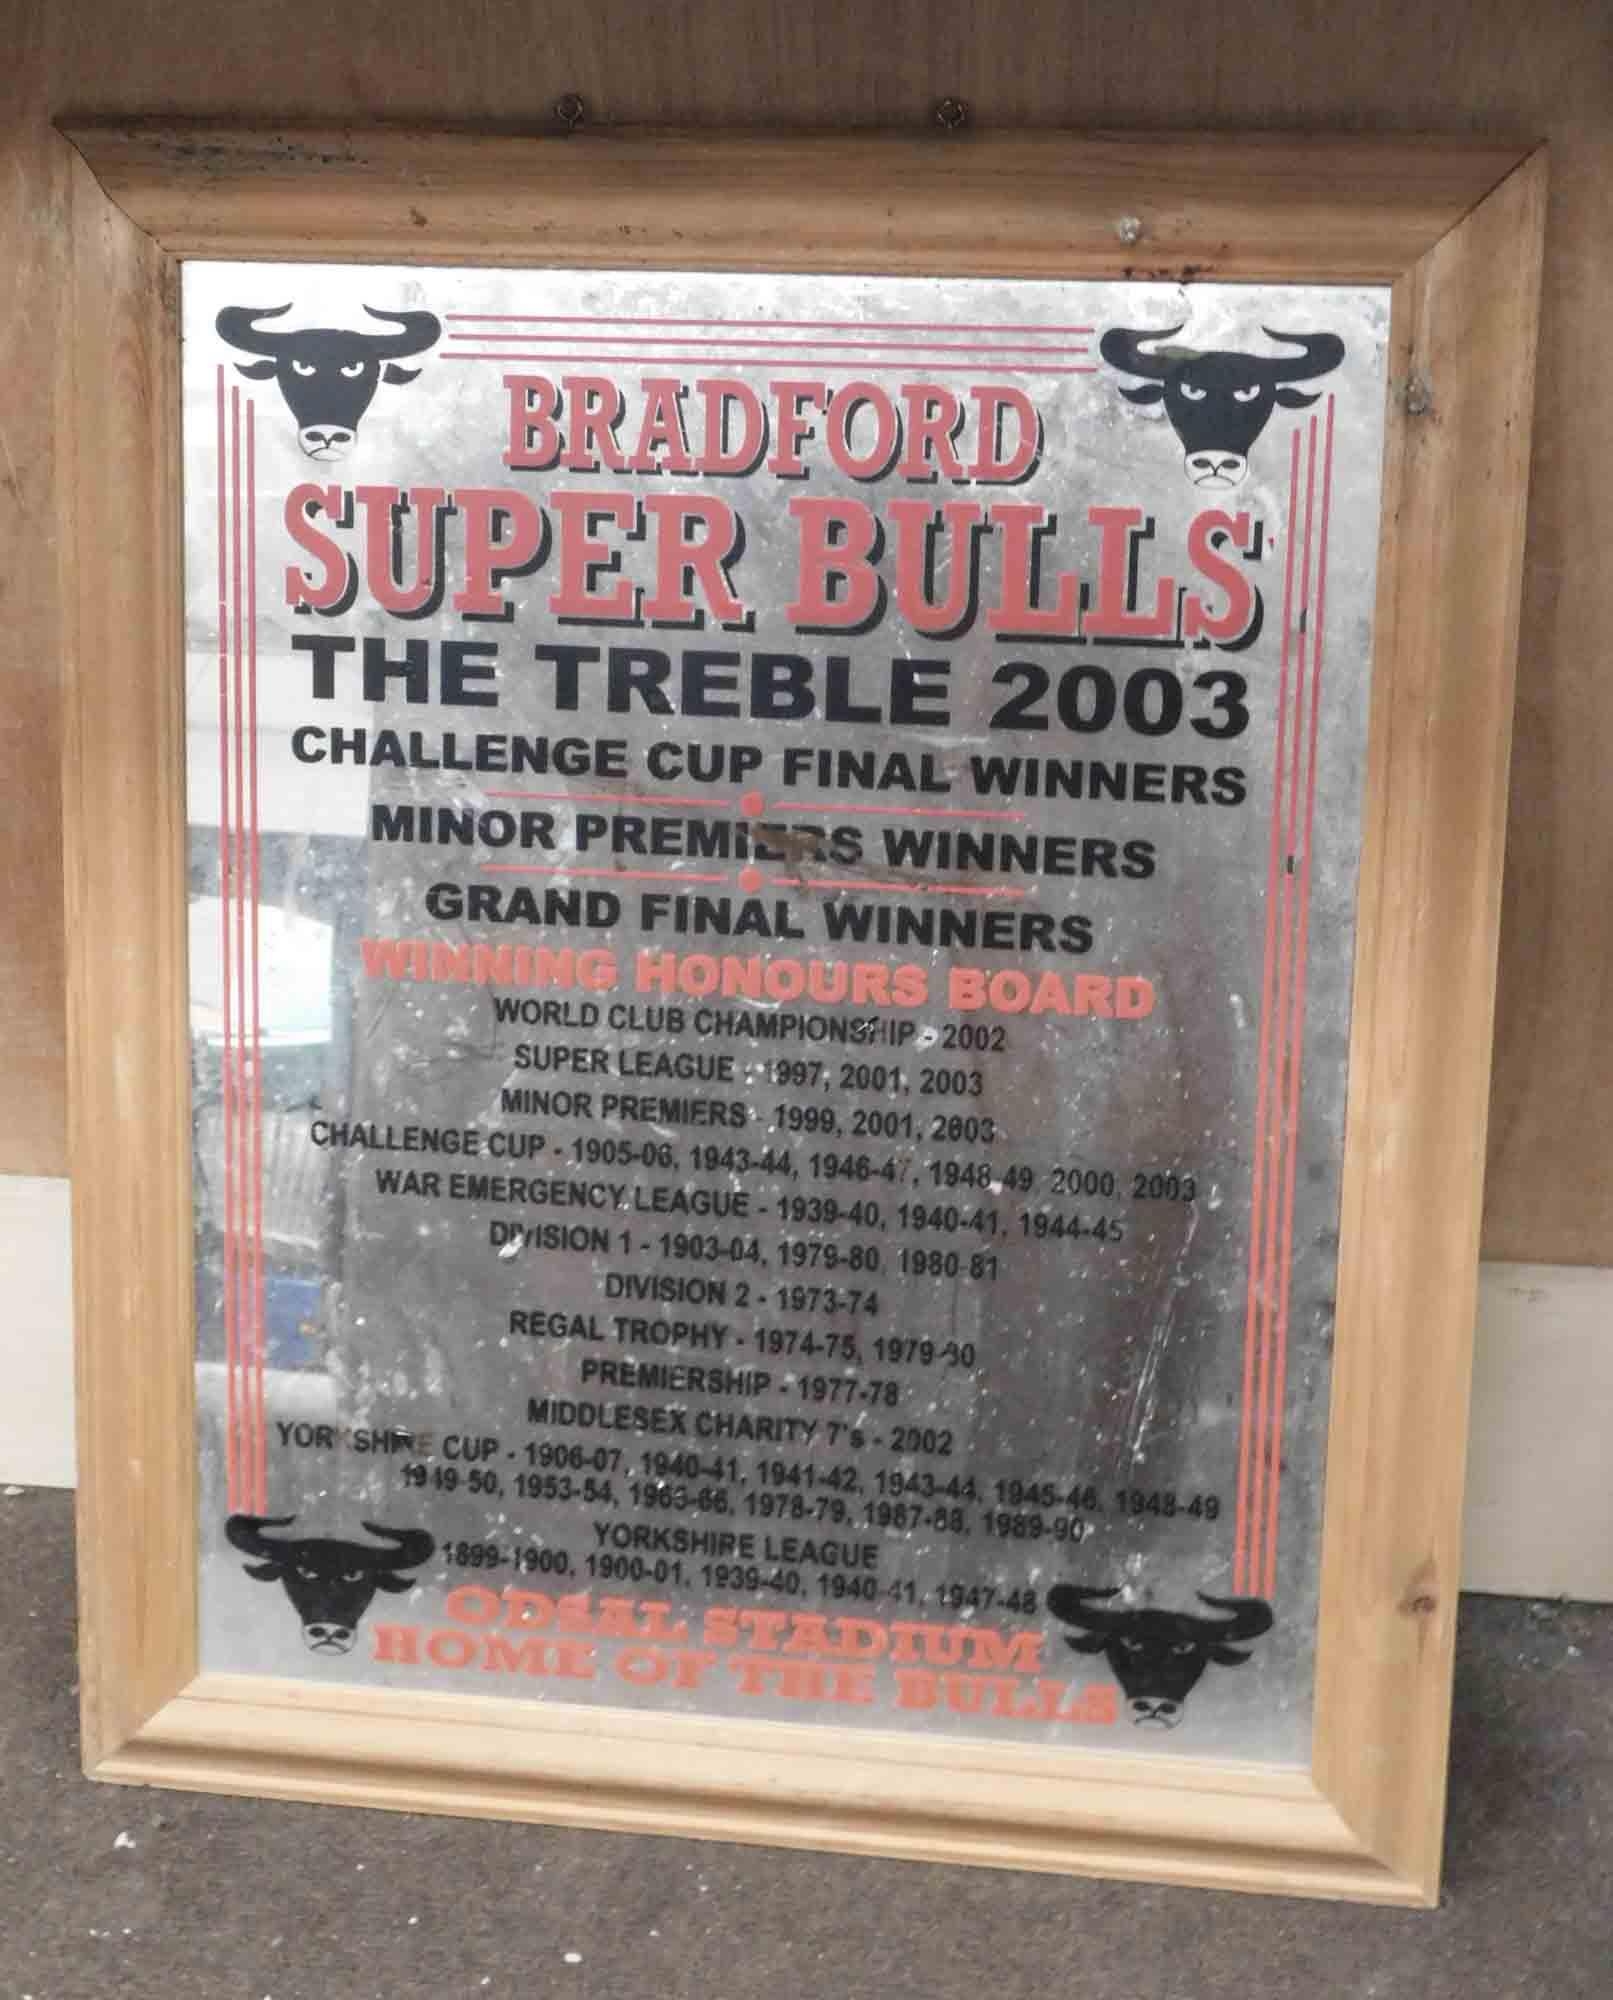 BRADFORD
SUPER BULLS
THE TREBLE 2003
CHALLENGE CUP FINAL WINNERS
MINOR PREMIERS WINNERS
GRAND FINAL WINNERS
WINNING HONOURS BOARD
WORLD CLUB CHAMPIONSHIP - 2002
SUPER LEAGUE - 1997, 2001, 2003
MINOR PREMIERS - 1999, 2001, 2003
CHALLENGE CUP - 1905-06, 1943-44, 1946-47, 1948-49, 2000, 2003
WAR EMERGENCY LEAGUE - 1939-40, 1940-41, 1944-45
DIVISION 1 - 1903-04, 1979-80, 1980-81
DIVISION 2 - 1973-74
REGAL TROPHY - 1974-75, 1979-80
PREMIERSHIP - 1977-78
MIDDLESEX CHARITY 7's - 2002
YORKSHIRE CUP - 1906-07, 1940-41, 1941-42, 1943-44, 1945-46, 1948-49
1949-50, 1953-54, 1965-66, 1978-79, 1987-88, 1989-90
YORKSHIRE LEAGUE
1899-1900, 1900-01, 1939-40, 1940-41, 1947-48
ODSAL STADIUM
HOME OF THE BULLS